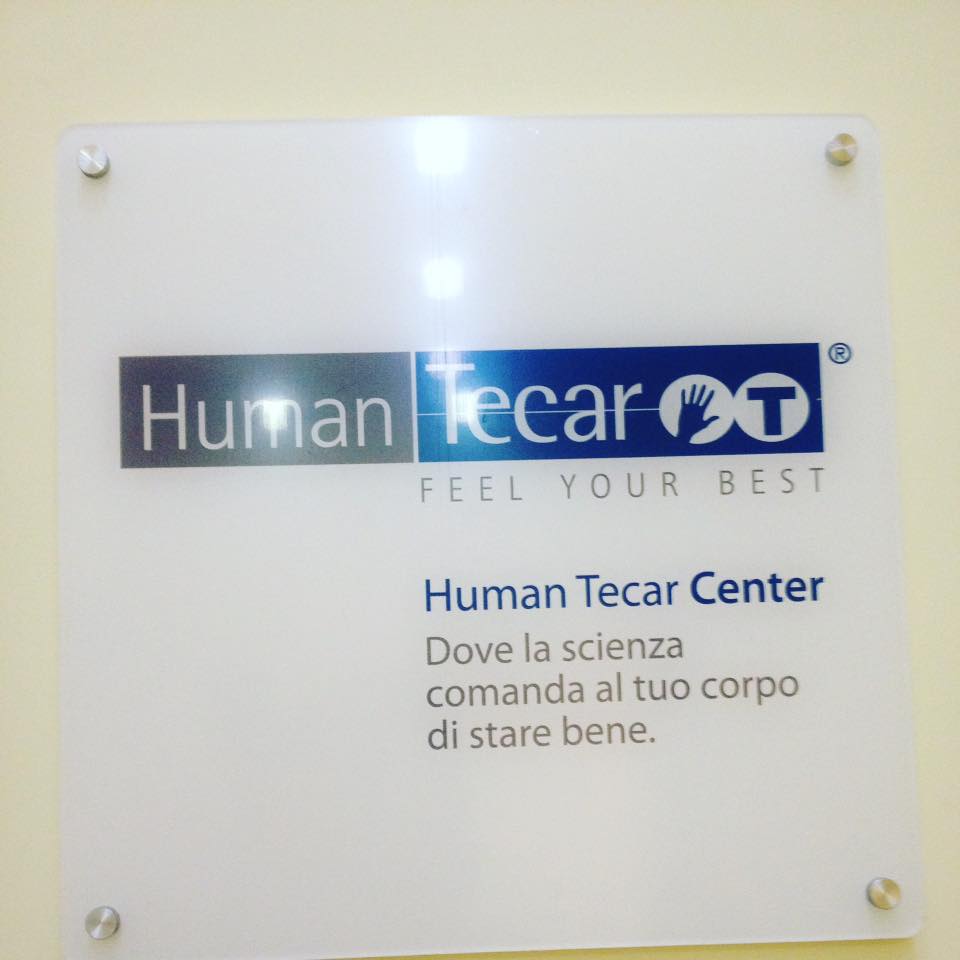 Human Tecar T ®
FEEL YOUR BEST
Human Tecar Center
Dove la scienza
comanda al tuo corpo
di stare bene.